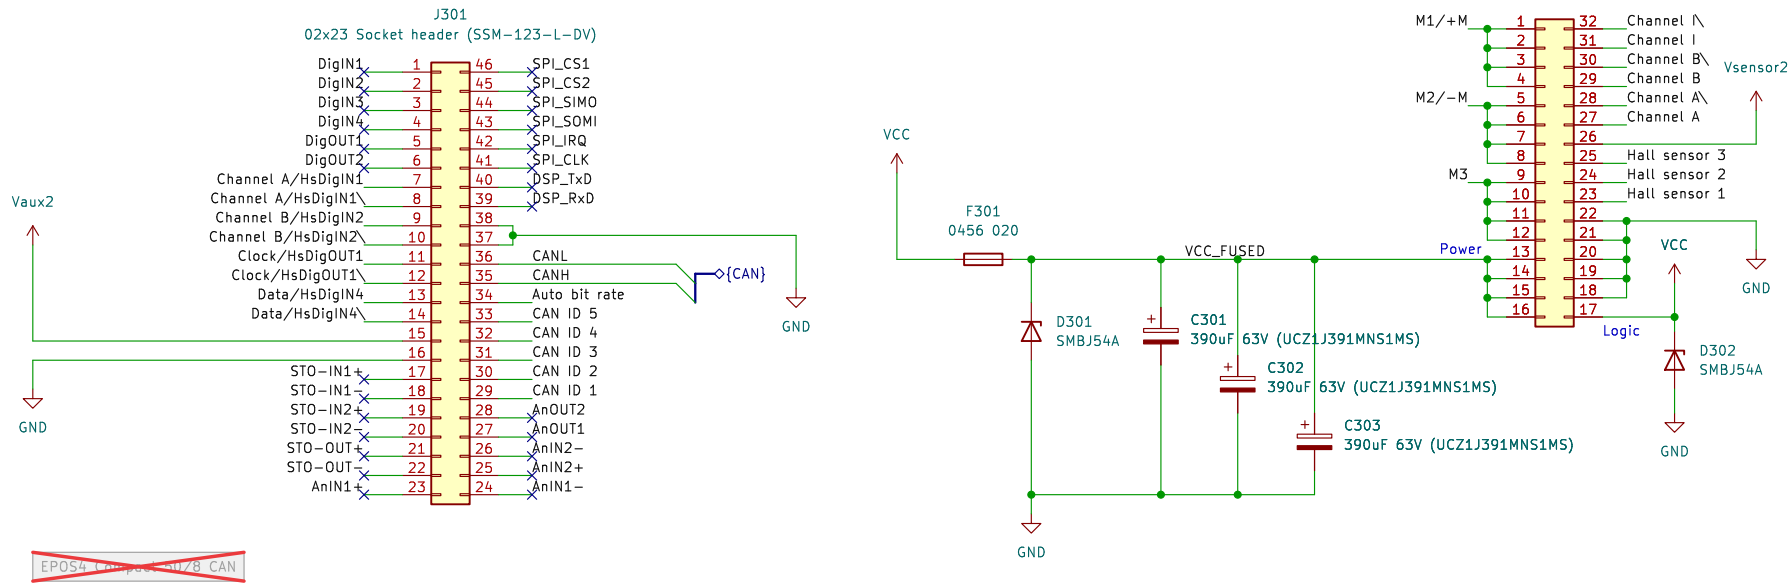 J301
02x23 Socket header (SSM-123-L-DV)
DigIN1 1 46 SPI_CS1
DigIN2 2 45 SPI_CS2
DigIN3 3 44 SPI_SIMO
DigIN4 4 43 SPI_SOMI
DigOUT1 5 42 SPI_IRQ
DigOUT2 6 41 SPI_CLK
Channel A/HsDigIN1 7 40 DSP_TxD
Channel A/HsDigIN1\ 8 39 DSP_RxD
Channel B/HsDigIN2 9 38
Channel B/HsDigIN2\ 10 37
Clock/HsDigOUT1 11 36 CANL
Clock/HsDigOUT1\ 12 35 CANH
Data/HsDigIN4 13 34 Auto bit rate
Data/HsDigIN4\ 14 33 CAN ID 5
15 32 CAN ID 4
16 31 CAN ID 3
STO-IN1+ 17 30 CAN ID 2
STO-IN1- 18 29 CAN ID 1
STO-IN2+ 19 28 AnOUT2
STO-IN2- 20 27 AnOUT1
STO-OUT+ 21 26 AnIN2-
STO-OUT- 22 25 AnIN2+
AnIN1+ 23 24 AnIN1-
Vaux2
GND
{CAN}
GND
EPOS4 Compact 50/8 CAN
VCC
F301
0456 020
VCC_FUSED
D301
SMBJ54A
C301
390uF 63V (UCZ1J391MNS1MS)
C302
390uF 63V (UCZ1J391MNS1MS)
C303
390uF 63V (UCZ1J391MNS1MS)
GND
M1/+M 1 32 Channel I\
2 31 Channel I
3 30 Channel B\
4 29 Channel B
M2/-M 5 28 Channel A\
6 27 Channel A
7 26
8 25 Hall sensor 3
M3 9 24 Hall sensor 2
10 23 Hall sensor 1
11 22
12 21
Power 13 20
14 19
15 18
16 17
Logic
Vsensor2
GND
VCC
D302
SMBJ54A
GND